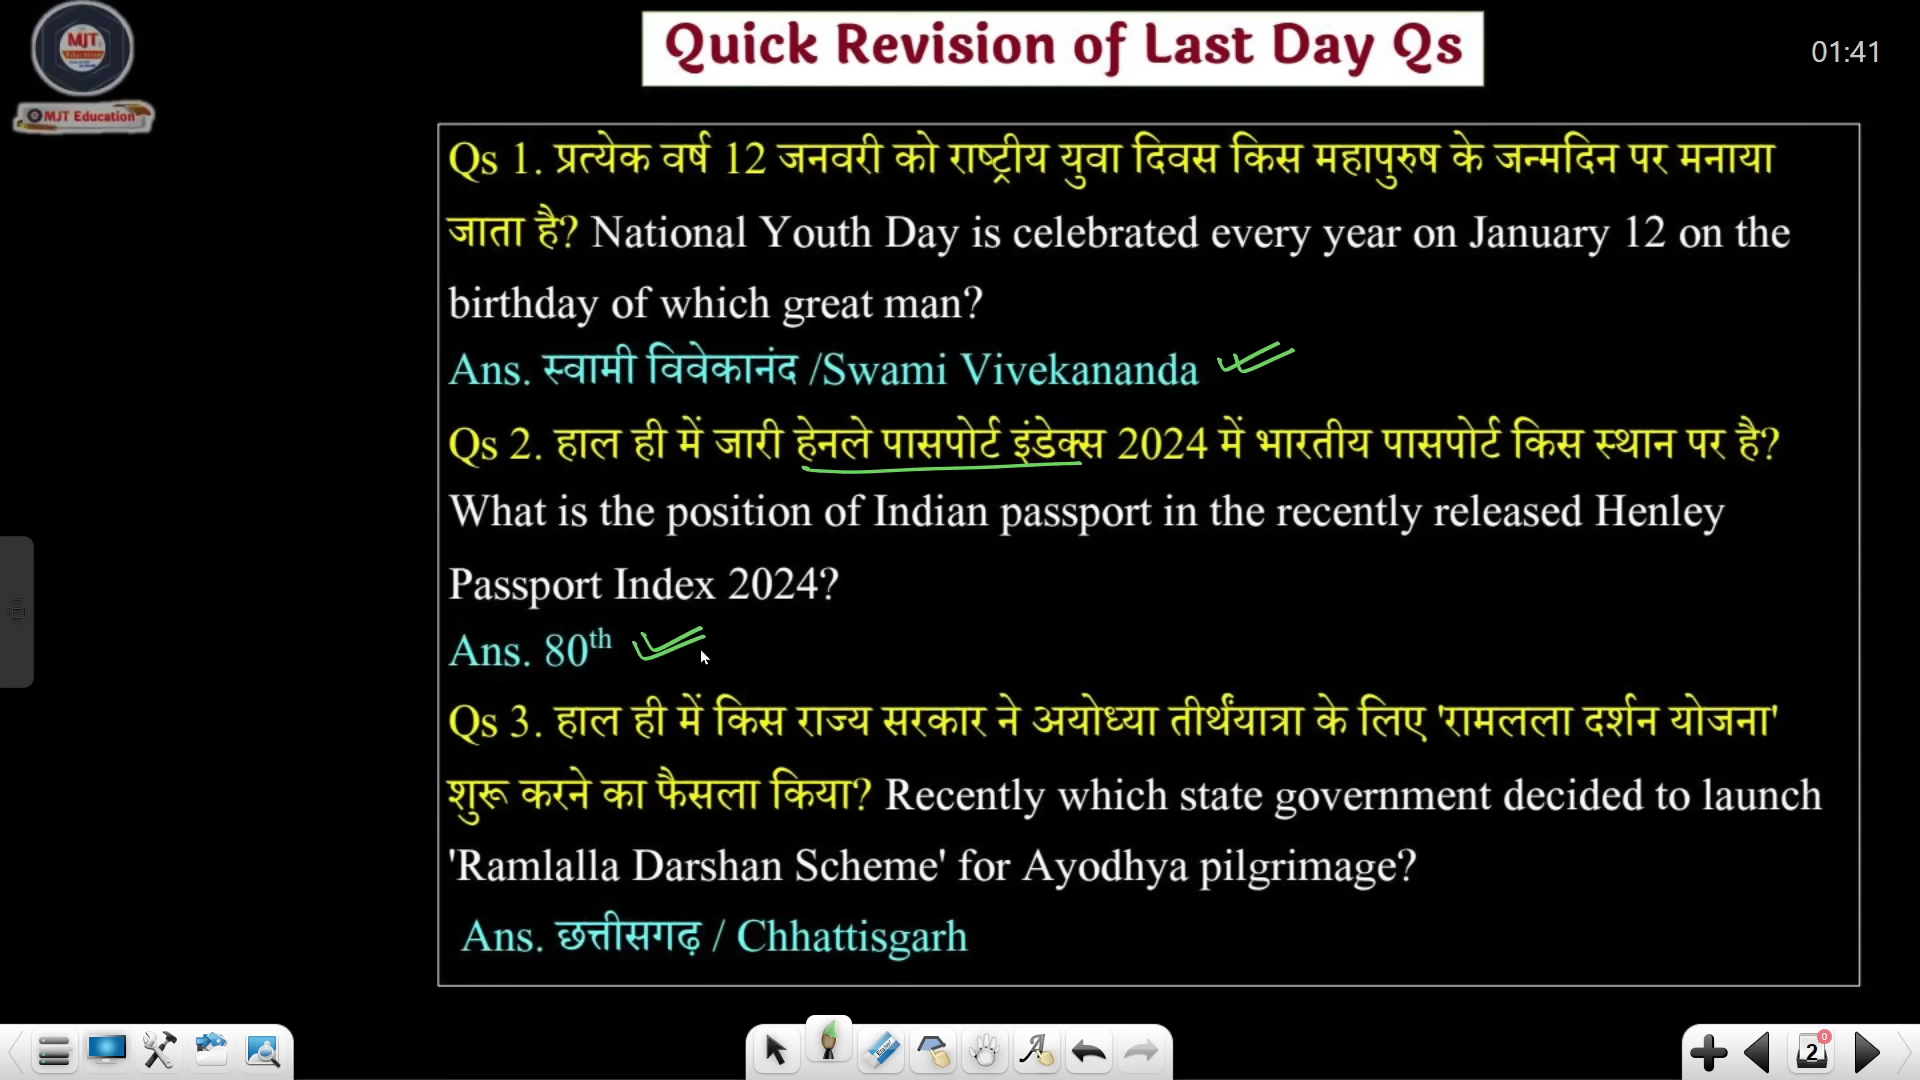 MJT
Education
MJT Education
Quick Revision of Last Day Qs
01:41
Qs 1. प्रत्येक वर्ष 12 जनवरी को राष्ट्रीय युवा दिवस किस महापुरुष के जन्मदिन पर मनाया
जाता है? National Youth Day is celebrated every year on January 12 on the
birthday of which great man?
Ans. स्वामी विवेकानंद /Swami Vivekananda
Qs 2. हाल ही में जारी हेनले पासपोर्ट इंडेक्स 2024 में भारतीय पासपोर्ट किस स्थान पर है?
What is the position of Indian passport in the recently released Henley
Passport Index 2024?
Ans. 80th
Qs 3. हाल ही में किस राज्य सरकार ने अयोध्या तीर्थंयात्रा के लिए 'रामलला दर्शन योजना'
शुरू करने का फैसला किया? Recently which state government decided to launch
'Ramlalla Darshan Scheme' for Ayodhya pilgrimage?
Ans. छत्तीसगढ़ / Chhattisgarh
Eraser
2
0